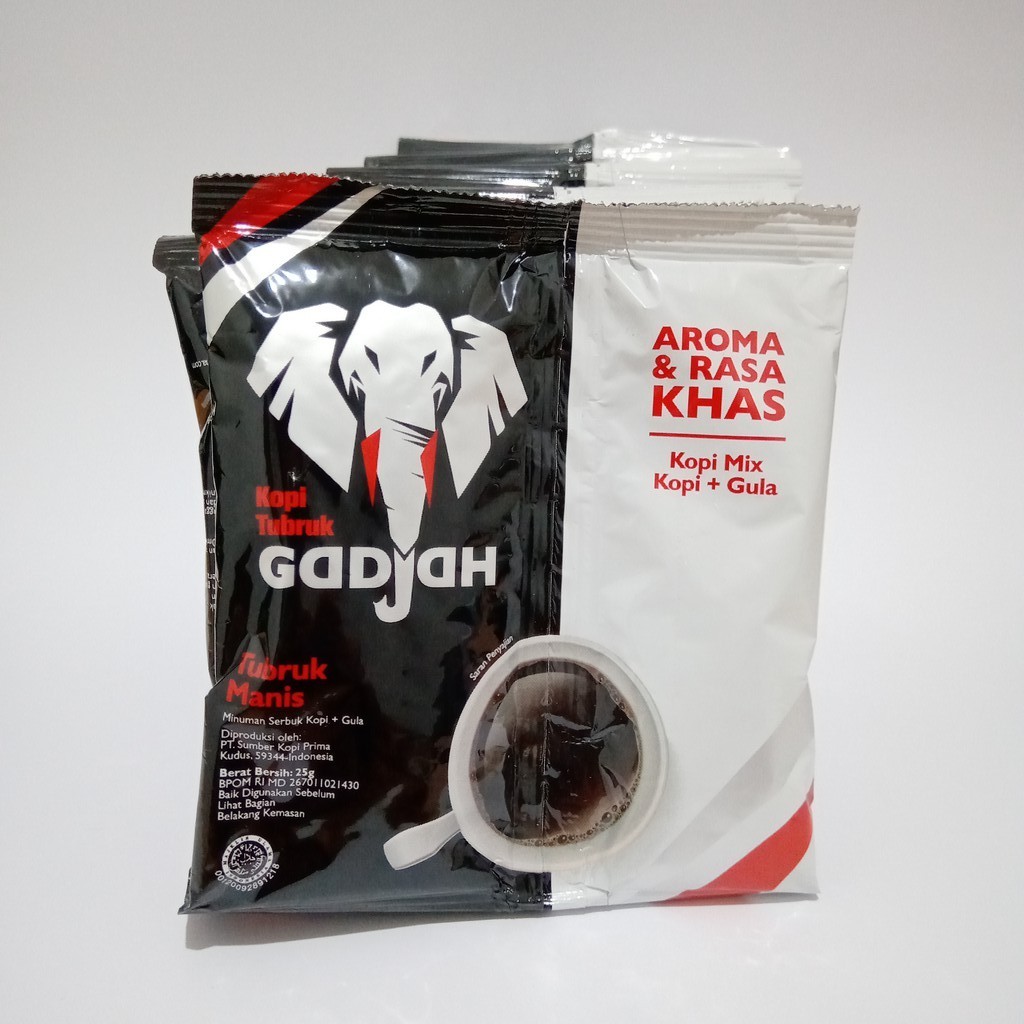 Kopi
Tubruk
GADJAH
Tubruk
Manis
Minuman Serbuk Kopi + Gula
Diproduksi oleh:
PT. Sumber Kopi Prima
Kudus, 59344-Indonesia
Berat Bersih: 25g
BPOM RI MD 267011021430
Baik Digunakan Sebelum
Lihat Bagian
Belakang Kemasan
00120092891218
Saran Penyajian
AROMA
& RASA
KHAS
Kopi Mix
Kopi + Gula